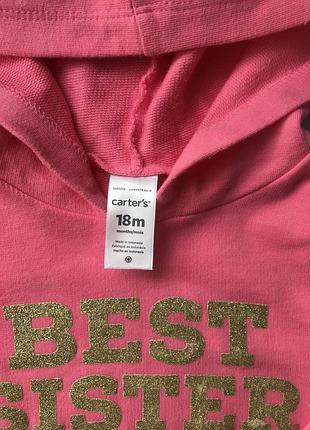 carter's®
18m
months/mois
Made in Indonesia
Fabriqué en Indonésie
Hecho en Indonesia
BEST
SISTER